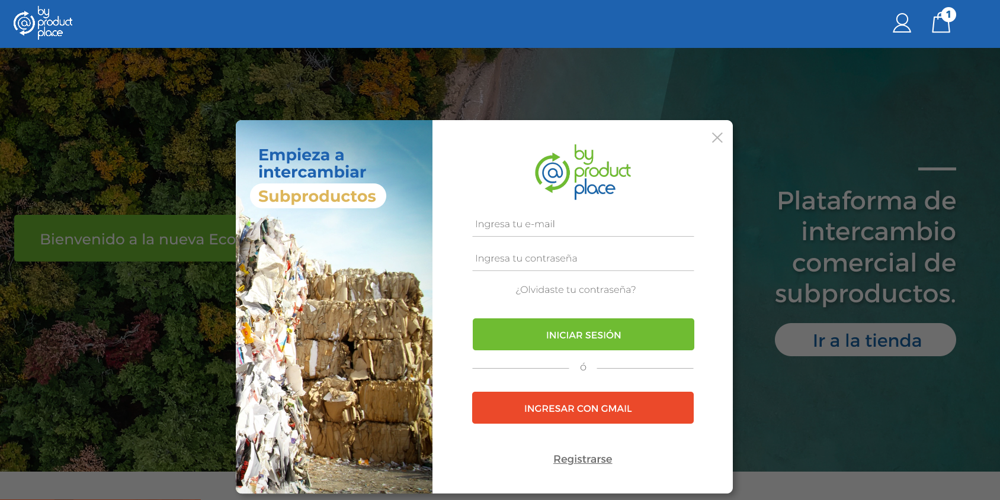 by
product
place
1
Bienvenido a la nueva Eco
Empieza a
intercambiar
Subproductos
@
by
product
place
Ingresa tu e-mail
Ingresa tu contraseña
¿Olvidaste tu contraseña?
INICIAR SESIÓN
Ó
INGRESAR CON GMAIL
Registrarse
Plataforma de
intercambio
comercial de
subproductos.
Ir a la tienda